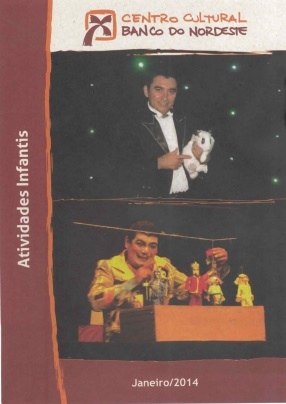 CENTRO CULTURAL
BANCO DO NORDESTE
Atividades Infantis
Janeiro/2014